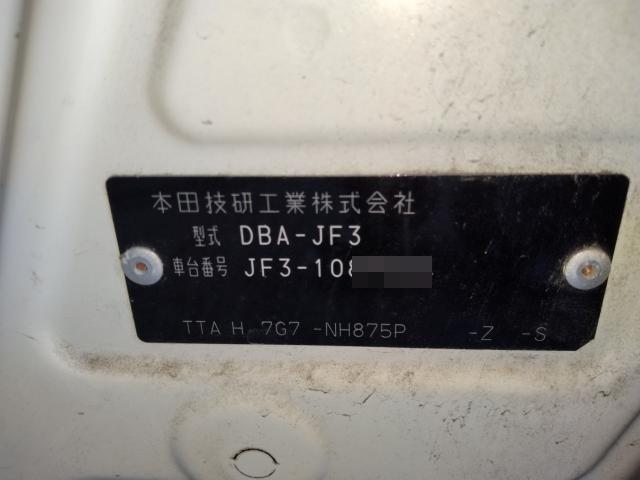 本田技研工業株式会社
型式 DBA-JF3
車台番号 JF3-108
TTA H 7G7 -NH875P -Z -S